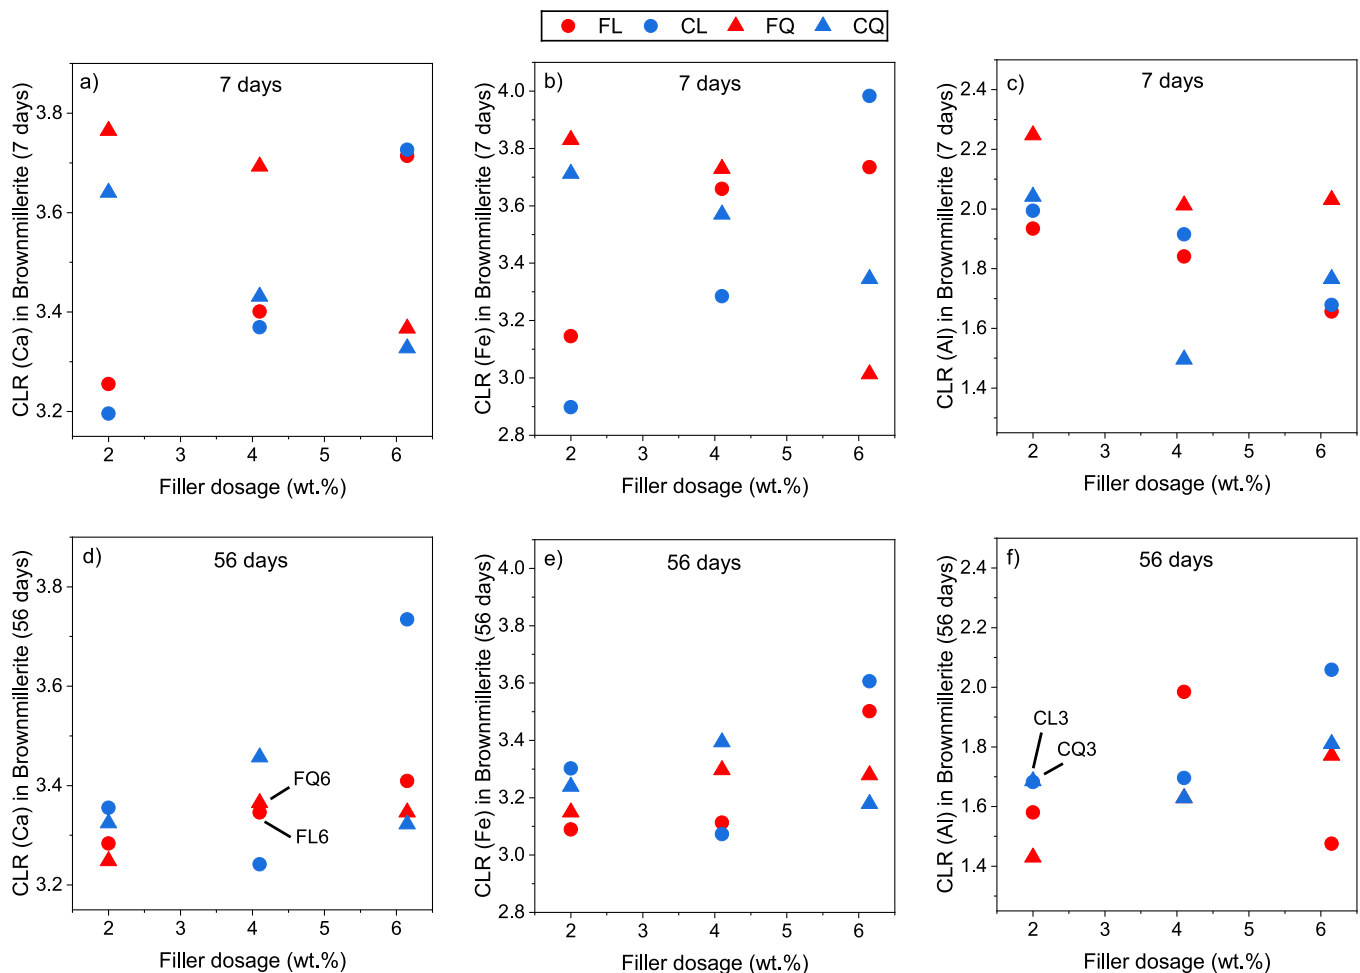 FL CL FQ CQ
a) 7 days
CLR (Ca) in Brownmillerite (7 days)
3.8
3.6
3.4
3.2
2 3 4 5 6
Filler dosage (wt.%)
b) 7 days
CLR (Fe) in Brownmillerite (7 days)
4.0
3.8
3.6
3.4
3.2
3.0
2.8
2 3 4 5 6
Filler dosage (wt.%)
c) 7 days
CLR (Al) in Brownmillerite (7 days)
2.4
2.2
2.0
1.8
1.6
1.4
2 3 4 5 6
Filler dosage (wt.%)
d) 56 days
CLR (Ca) in Brownmillerite (56 days)
3.8
3.6
3.4
3.2
FQ6
FL6
2 3 4 5 6
Filler dosage (wt.%)
e) 56 days
CLR (Fe) in Brownmillerite (56 days)
4.0
3.8
3.6
3.4
3.2
3.0
2.8
2 3 4 5 6
Filler dosage (wt.%)
f) 56 days
CLR (Al) in Brownmillerite (56 days)
2.4
2.2
2.0
1.8
1.6
1.4
CL3
CQ3
2 3 4 5 6
Filler dosage (wt.%)